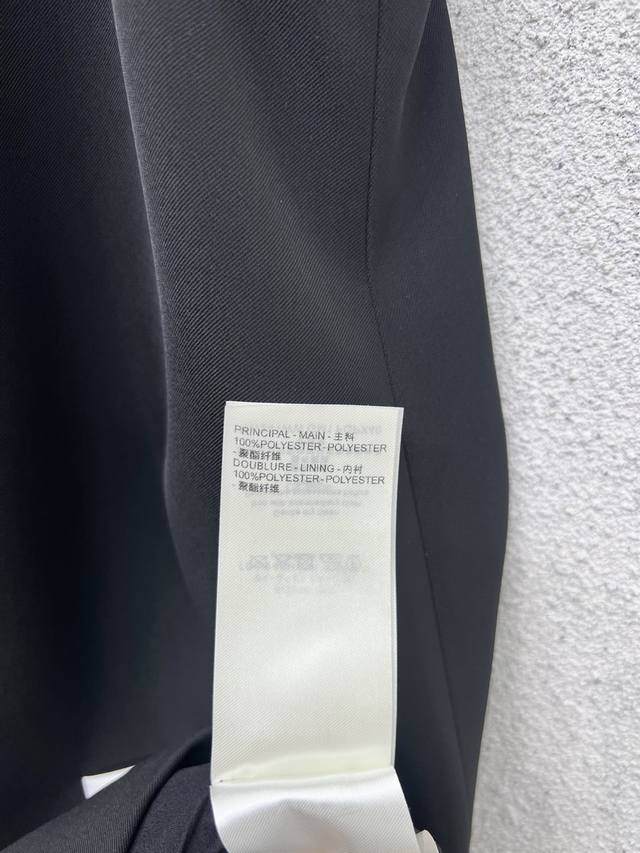 PRINCIPAL - MAIN - 主料
100%POLYESTER- POLYESTER
- 聚酯纤维
DOUBLURE - LINING - 内衬
100%POLYESTER- POLYESTER
- 聚酯纤维